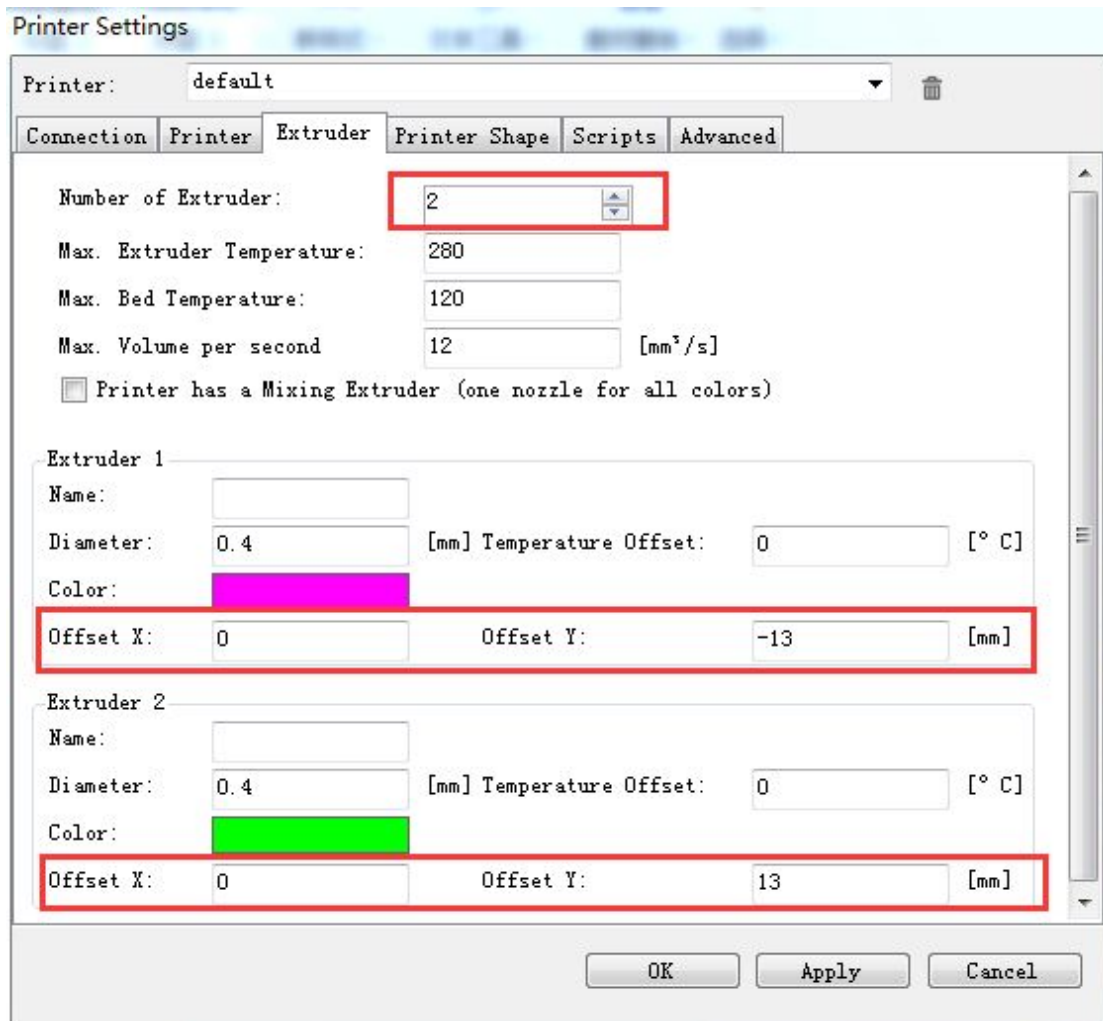 Printer Settings
Printer: default
Connection Printer Extruder Printer Shape Scripts Advanced
Number of Extruder: 2
Max. Extruder Temperature: 280
Max. Bed Temperature: 120
Max. Volume per second 12 [mm³/s]
Printer has a Mixing Extruder (one nozzle for all colors)
Extruder 1
Name:
Diameter: 0.4 [mm] Temperature Offset: 0 [° C]
Color:
Offset X: 0 Offset Y: -13 [mm]
Extruder 2
Name:
Diameter: 0.4 [mm] Temperature Offset: 0 [° C]
Color:
Offset X: 0 Offset Y: 13 [mm]
OK Apply Cancel